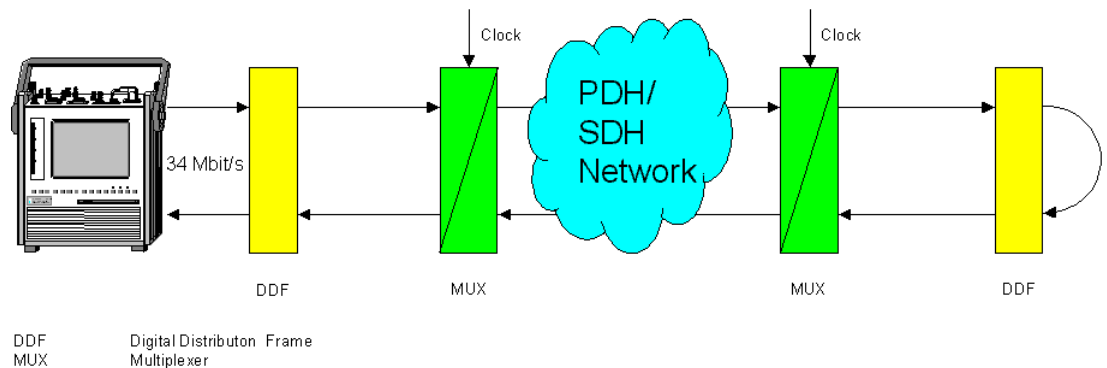 Clock
Clock
PDH/
SDH
Network
34 Mbit/s
DDF
MUX
MUX
DDF
DDF Digital Distributon Frame
MUX Multiplexer